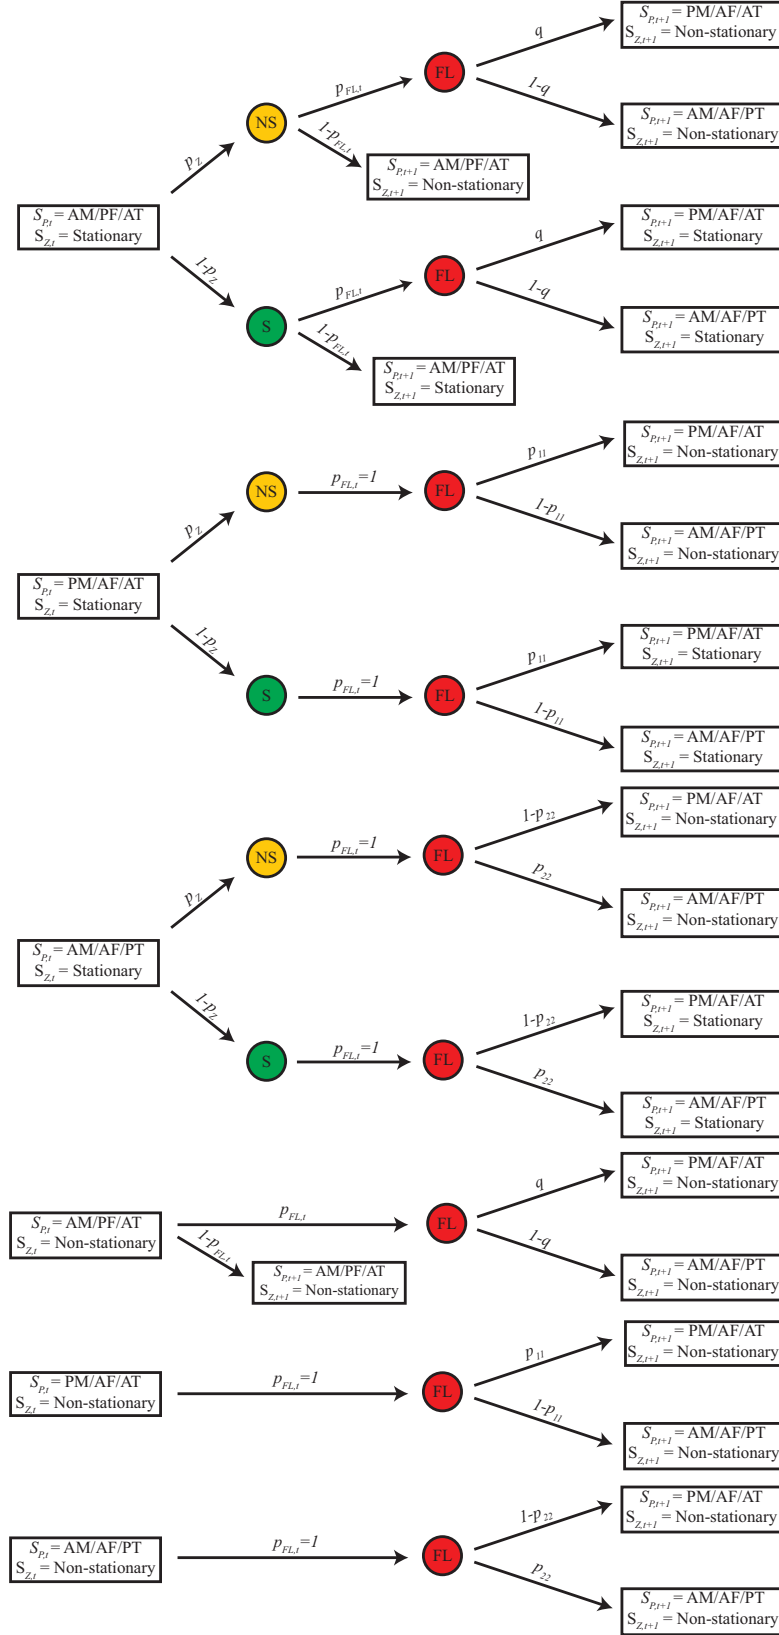 q
S_{P,t+1} = PM/AF/AT
S_{Z,t+1} = Non-stationary
p_{FL,t}
FL
1-q
NS
S_{P,t+1} = AM/AF/PT
S_{Z,t+1} = Non-stationary
p_Z
1-p_{FL,t}
S_{P,t+1} = AM/PF/AT
S_{Z,t+1} = Non-stationary
S_{P,t} = AM/PF/AT
S_{Z,t} = Stationary
q
S_{P,t+1} = PM/AF/AT
S_{Z,t+1} = Stationary
1-p_Z
p_{FL,t}
FL
1-q
S
S_{P,t+1} = AM/AF/PT
S_{Z,t+1} = Stationary
1-p_{FL,t}
S_{P,t+1} = AM/PF/AT
S_{Z,t+1} = Stationary
p_{11}
S_{P,t+1} = PM/AF/AT
S_{Z,t+1} = Non-stationary
NS
p_{FL,t}=1
FL
1-p_{11}
p_Z
S_{P,t+1} = AM/AF/PT
S_{Z,t+1} = Non-stationary
S_{P,t} = PM/AF/AT
S_{Z,t} = Stationary
1-p_Z
p_{11}
S_{P,t+1} = PM/AF/AT
S_{Z,t+1} = Stationary
S
p_{FL,t}=1
FL
1-p_{11}
S_{P,t+1} = AM/AF/PT
S_{Z,t+1} = Stationary
1-p_{22}
S_{P,t+1} = PM/AF/AT
S_{Z,t+1} = Non-stationary
NS
p_{FL,t}=1
FL
p_{22}
p_Z
S_{P,t+1} = AM/AF/PT
S_{Z,t+1} = Non-stationary
S_{P,t} = AM/AF/PT
S_{Z,t} = Stationary
1-p_Z
1-p_{22}
S_{P,t+1} = PM/AF/AT
S_{Z,t+1} = Stationary
S
p_{FL,t}=1
FL
p_{22}
S_{P,t+1} = AM/AF/PT
S_{Z,t+1} = Stationary
q
S_{P,t+1} = PM/AF/AT
S_{Z,t+1} = Non-stationary
S_{P,t} = AM/PF/AT
S_{Z,t} = Non-stationary
p_{FL,t}
FL
1-q
1-p_{FL,t}
S_{P,t+1} = AM/PF/AT
S_{Z,t+1} = Non-stationary
S_{P,t+1} = AM/AF/PT
S_{Z,t+1} = Non-stationary
p_{11}
S_{P,t+1} = PM/AF/AT
S_{Z,t+1} = Non-stationary
S_{P,t} = PM/AF/AT
S_{Z,t} = Non-stationary
p_{FL,t}=1
FL
1-p_{11}
S_{P,t+1} = AM/AF/PT
S_{Z,t+1} = Non-stationary
1-p_{22}
S_{P,t+1} = PM/AF/AT
S_{Z,t+1} = Non-stationary
S_{P,t} = AM/AF/PT
S_{Z,t} = Non-stationary
p_{FL,t}=1
FL
p_{22}
S_{P,t+1} = AM/AF/PT
S_{Z,t+1} = Non-stationary